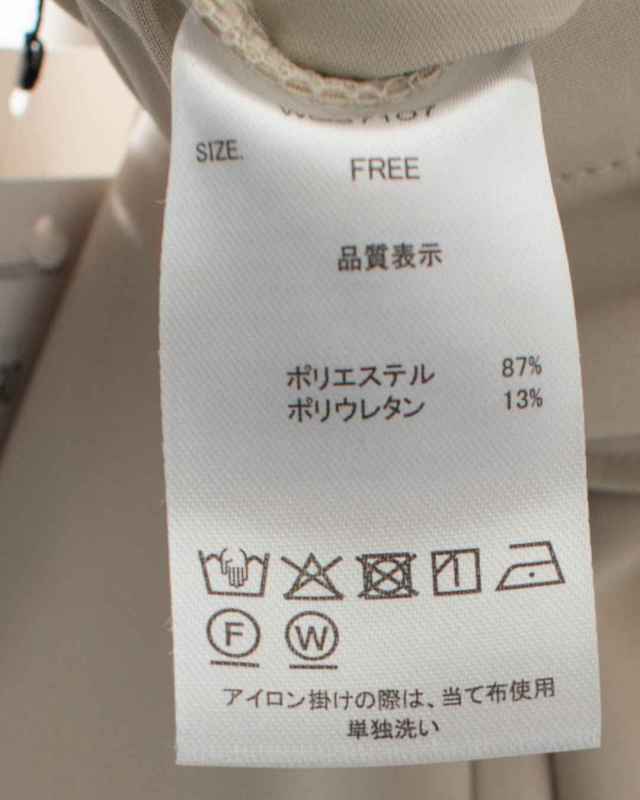 SIZE.
FREE
品質表示
ポリエステル 87%
ポリウレタン 13%
F W
アイロン掛けの際は、当て布使用
単独洗い